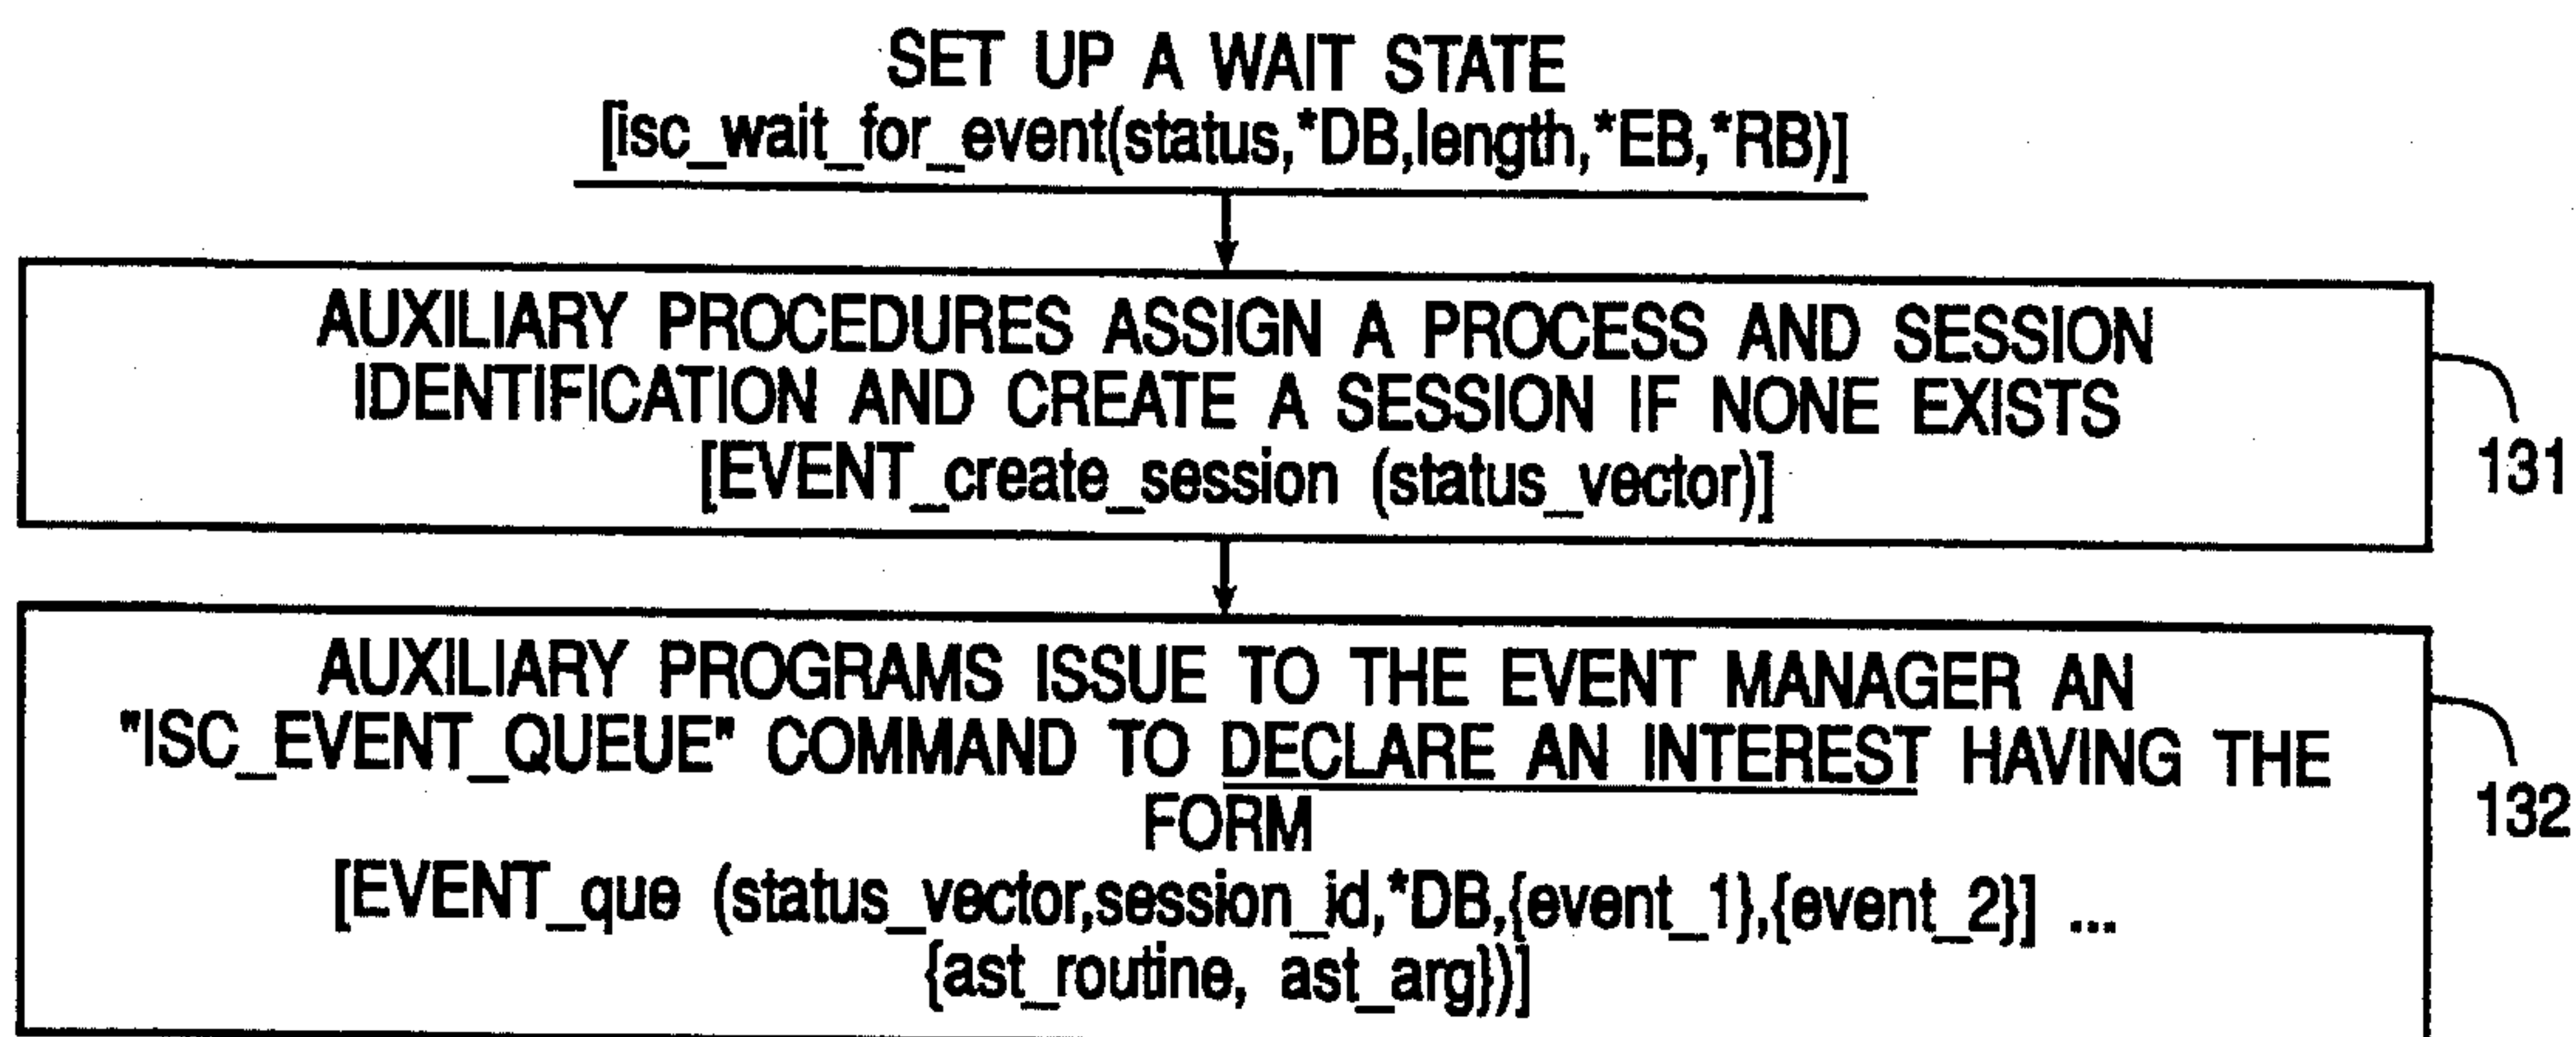 SET UP A WAIT STATE
[isc_wait_for_event(status,*DB,length,*EB,*RB)]
AUXILIARY PROCEDURES ASSIGN A PROCESS AND SESSION
IDENTIFICATION AND CREATE A SESSION IF NONE EXISTS
[EVENT_create_session (status_vector)]
131
AUXILIARY PROGRAMS ISSUE TO THE EVENT MANAGER AN
"ISC_EVENT_QUEUE" COMMAND TO DECLARE AN INTEREST HAVING THE
FORM
[EVENT_que (status_vector,session_id,*DB,{event_1},{event_2}] ...
{ast_routine, ast_arg})]
132